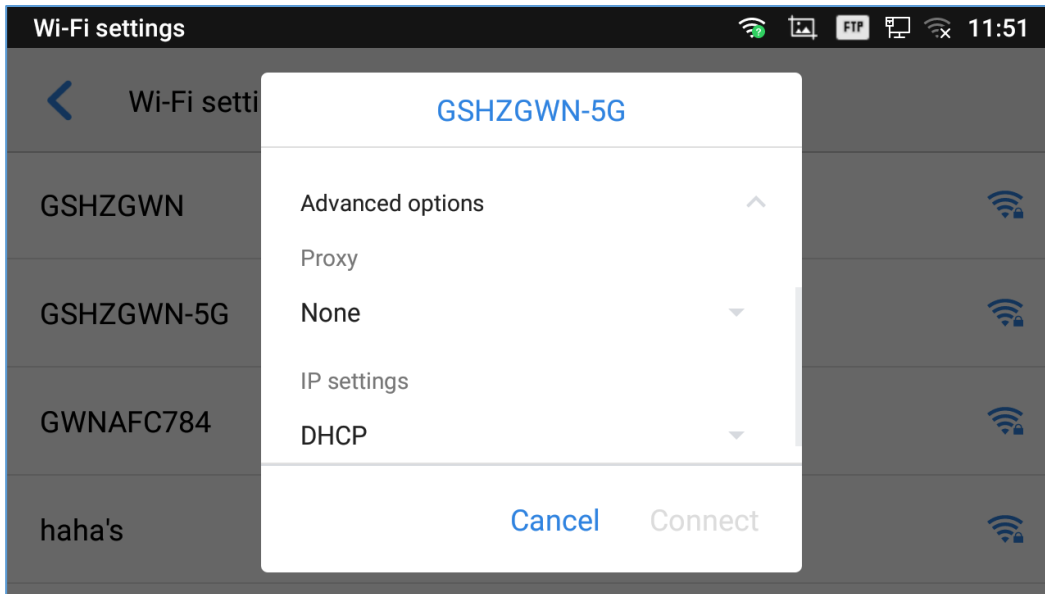 Wi-Fi settings
FTP
11:51
Wi-Fi setti
GSHZGWN-5G
GSHZGWN
Advanced options
Proxy
GSHZGWN-5G
None
IP settings
GWNAFC784
DHCP
haha's
Cancel Connect